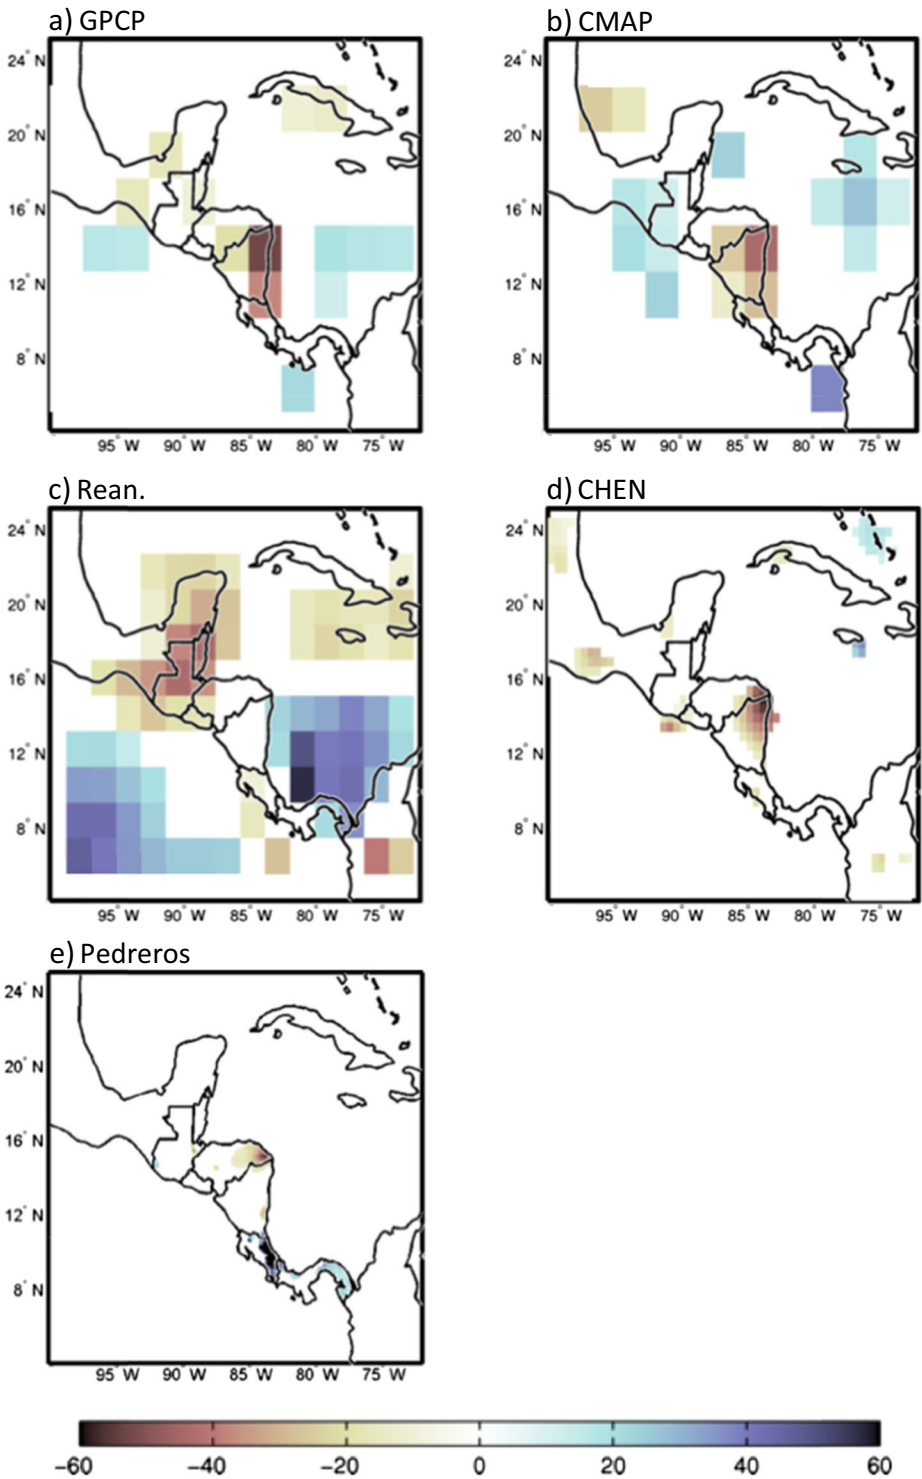 a) GPCP
b) CMAP
24° N
20° N
16° N
12° N
8° N
95° W
90° W
85° W
80° W
75° W
24° N
20° N
16° N
12° N
8° N
95° W
90° W
85° W
80° W
75° W
c) Rean.
d) CHEN
24° N
20° N
16° N
12° N
8° N
95° W
90° W
85° W
80° W
75° W
24° N
20° N
16° N
12° N
8° N
95° W
90° W
85° W
80° W
75° W
e) Pedreros
24° N
20° N
16° N
12° N
8° N
95° W
90° W
85° W
80° W
75° W
−60 −40 −20 0 20 40 60